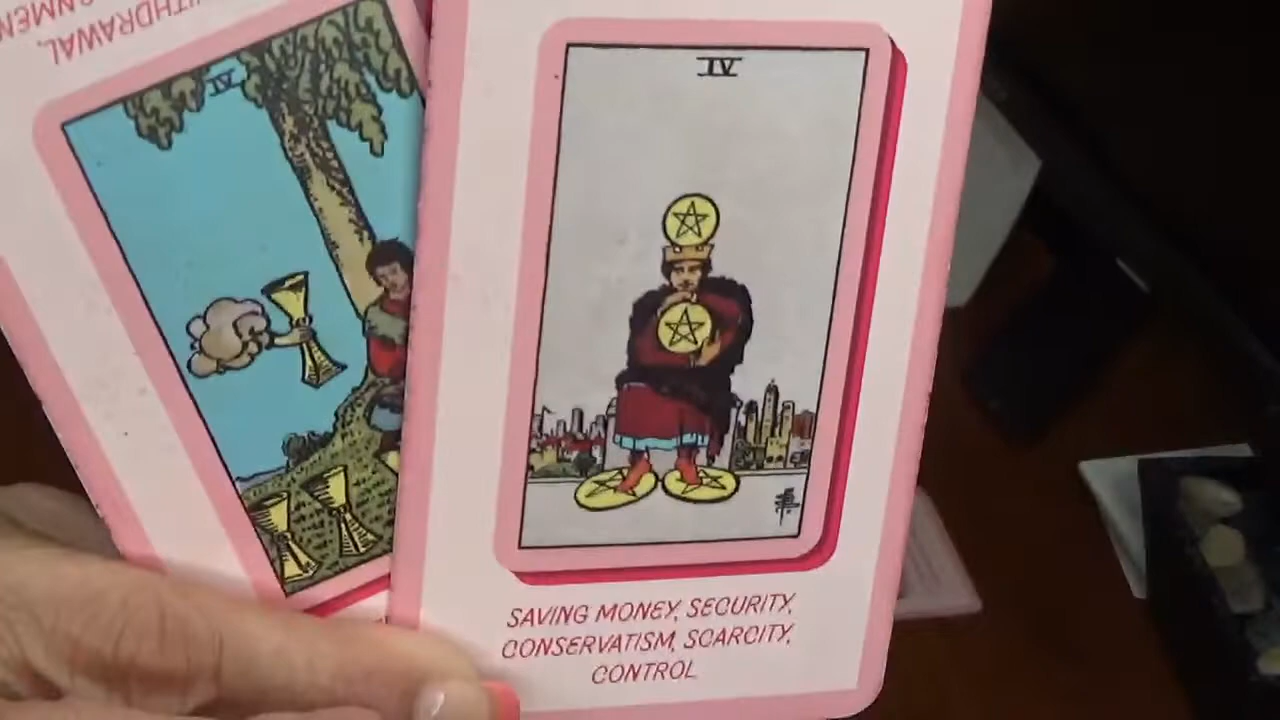 WITHDRAWAL,
IV
IV
SAVING MONEY, SECURITY,
CONSERVATISM, SCARCITY,
CONTROL